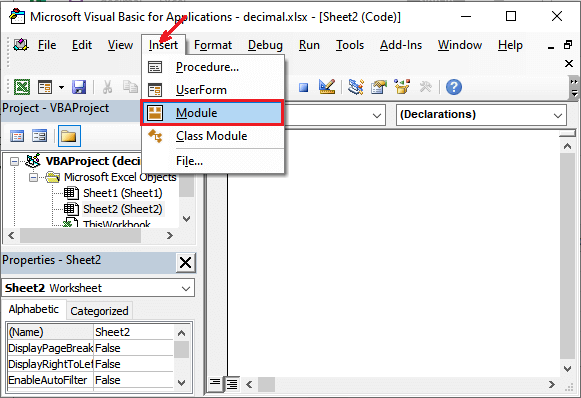 Microsoft Visual Basic for Applications - decimal.xlsx - [Sheet2 (Code)]
File Edit View Insert Format Debug Run Tools Add-Ins Window Help
Procedure...
UserForm
Module
Class Module
File...
(Declarations)
Project - VBAProject
VBAProject (deci
Microsoft Excel Objects
Sheet1 (Sheet1)
Sheet2 (Sheet2)
ThisWorkbook
Properties - Sheet2
Sheet2 Worksheet
Alphabetic Categorized
(Name) Sheet2
DisplayPageBreak False
DisplayRightToLef False
EnableAutoFilter False